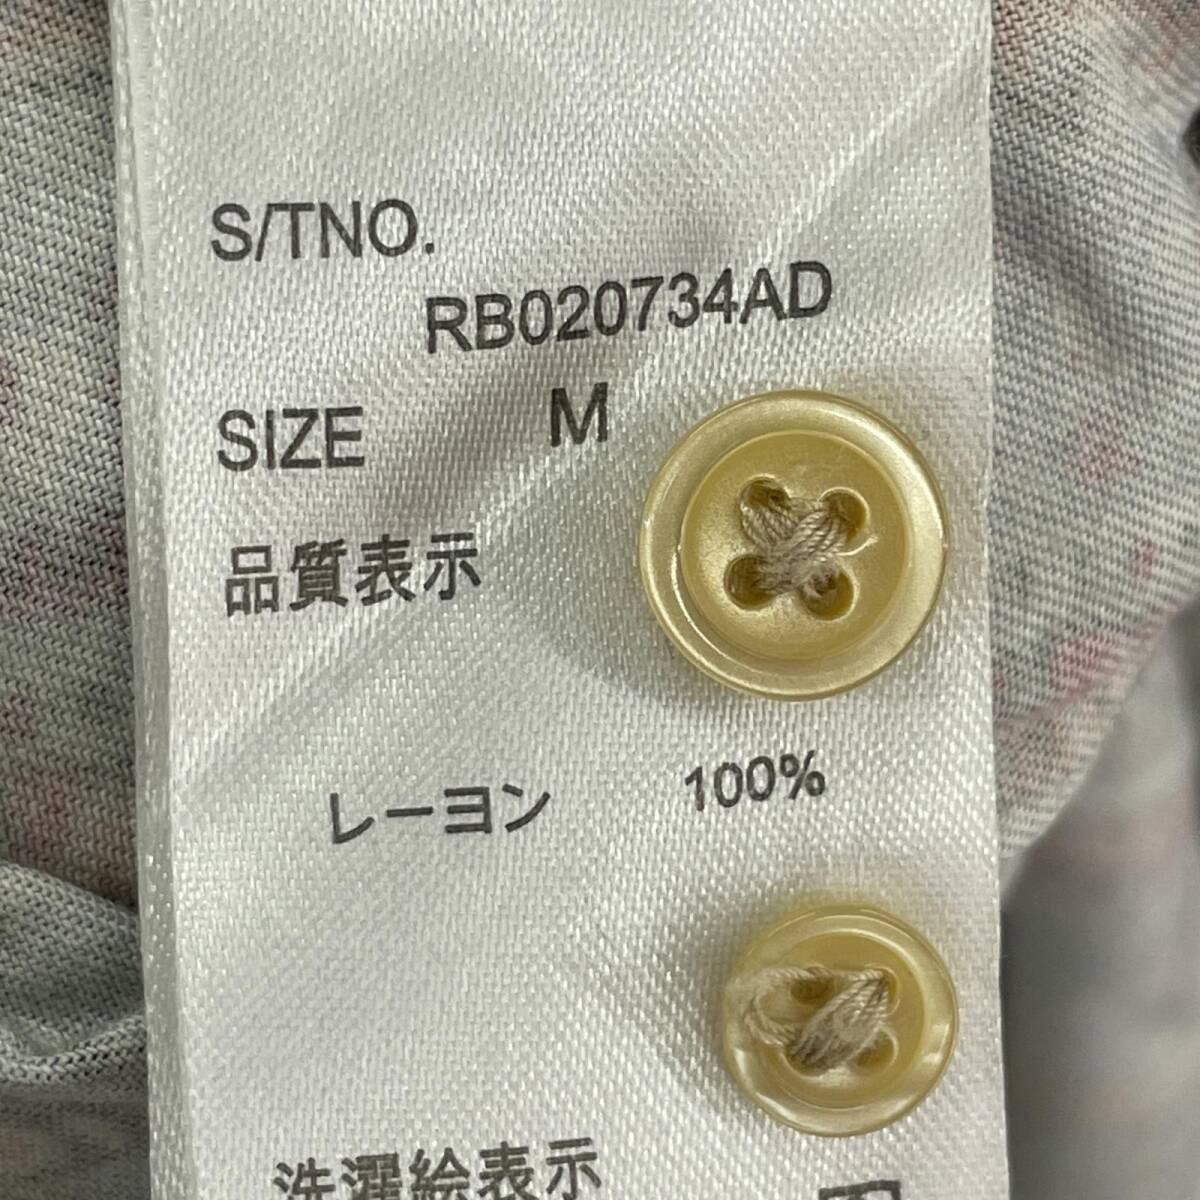 S/TNO.
RB020734AD
SIZE M
品質表示
レーヨン 100%
洗濯絵表示